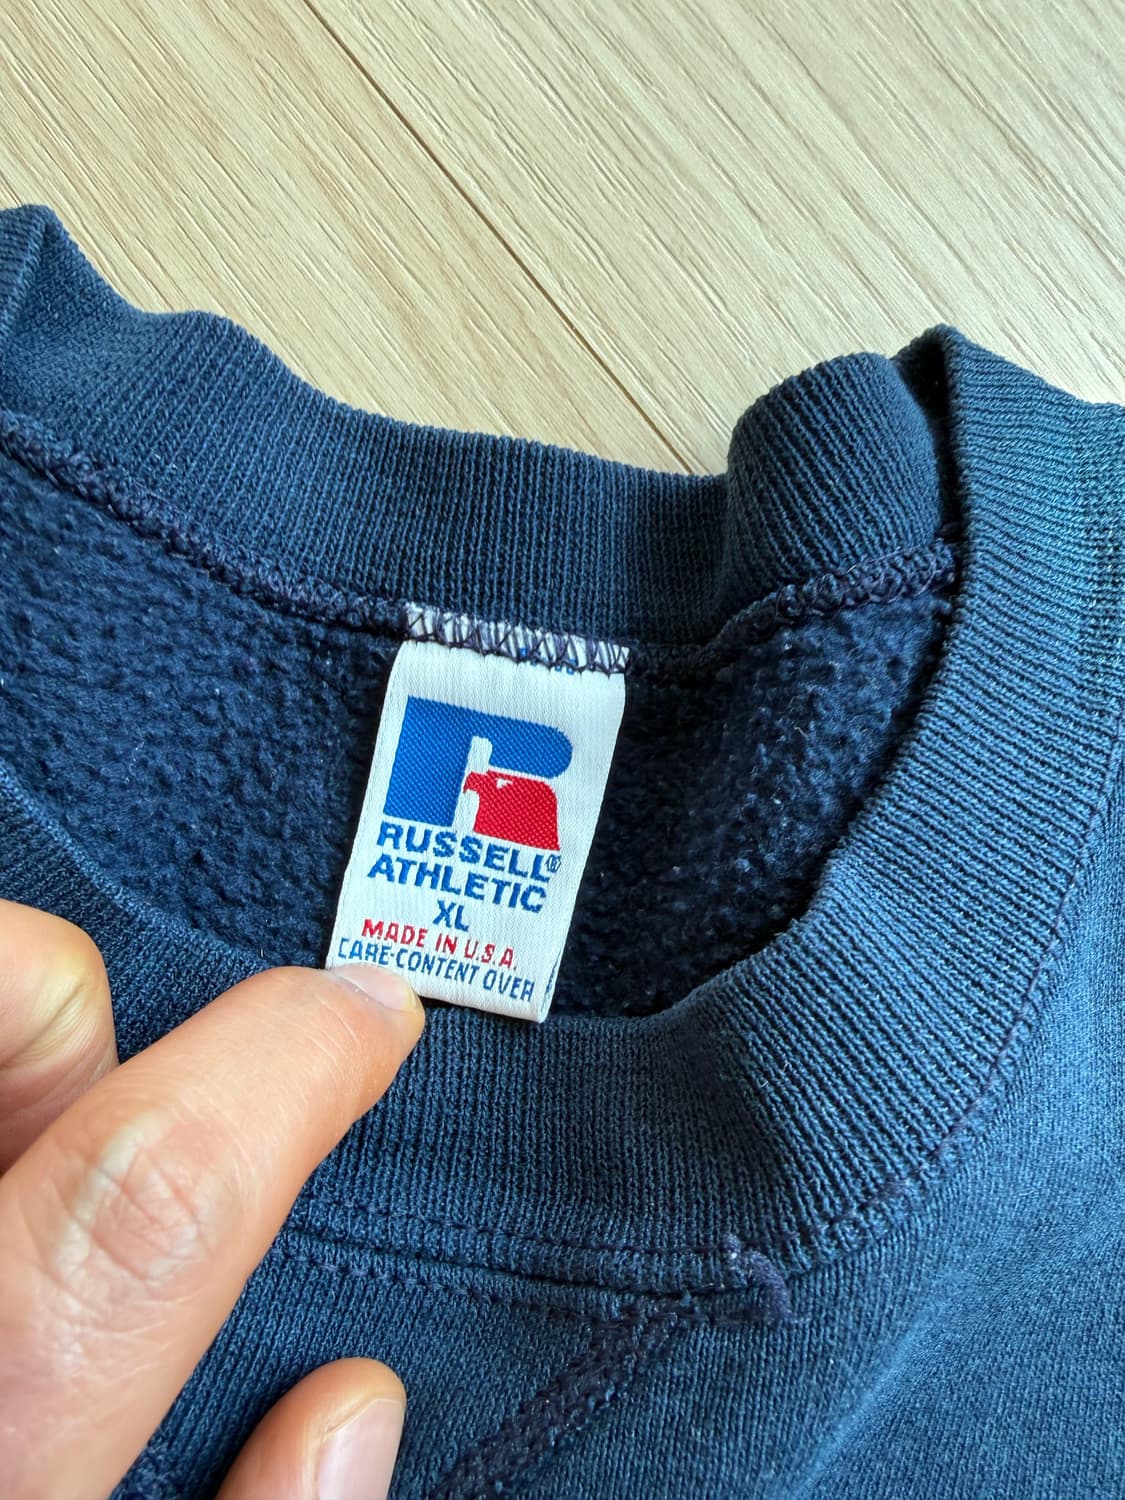 RUSSELL®
ATHLETIC
XL
MADE IN U.S.A.
CARE-CONTENT OVER